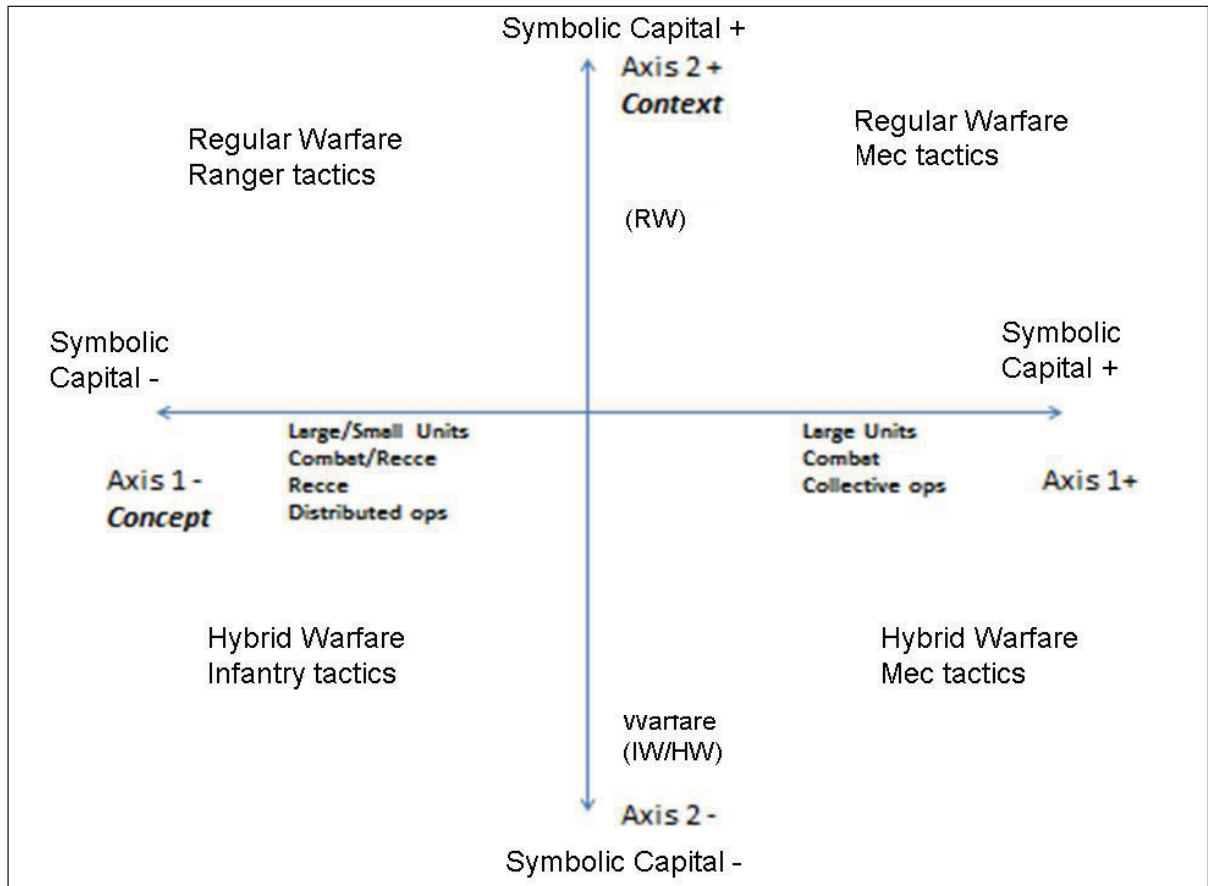 Symbolic Capital +
Axis 2+
Context
Regular Warfare
Ranger tactics
Regular Warfare
Mec tactics
(RW)
Symbolic
Capital -
Symbolic
Capital +
Large/Small Units
Combat/Recce
Recce
Distributed ops
Large Units
Combat
Collective ops
Axis 1 -
Concept
Axis 1+
Hybrid Warfare
Infantry tactics
Hybrid Warfare
Mec tactics
Warfare
(IW/HW)
Axis 2 -
Symbolic Capital -